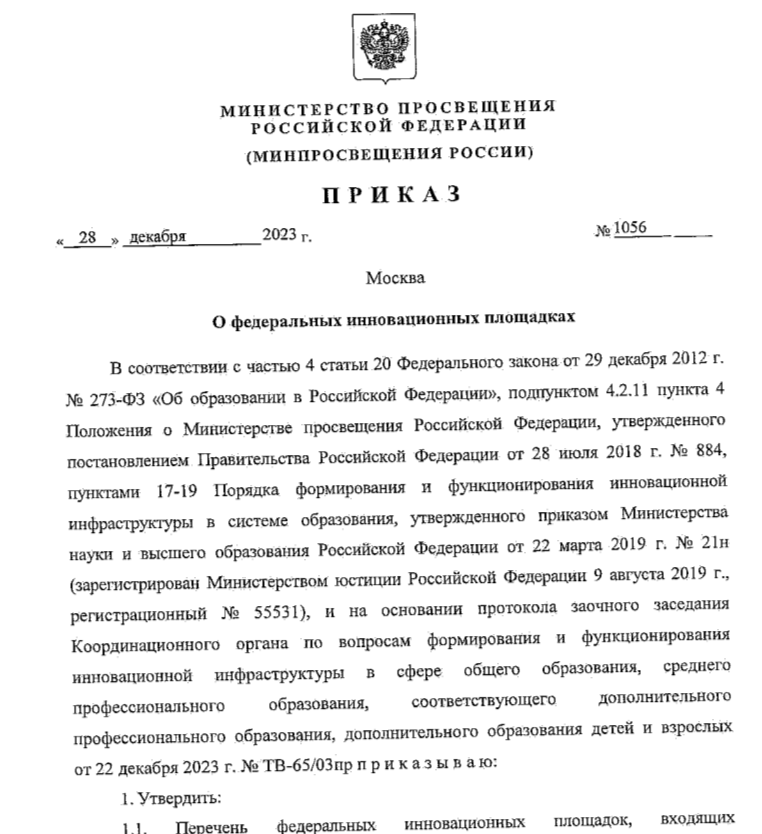 МИНИСТЕРСТВО ПРОСВЕЩЕНИЯ
РОССИЙСКОЙ ФЕДЕРАЦИИ
(МИНПРОСВЕЩЕНИЯ РОССИИ)
ПРИКАЗ
« 28 » декабря 2023 г. № 1056
Москва
О федеральных инновационных площадках
В соответствии с частью 4 статьи 20 Федерального закона от 29 декабря 2012 г.
№ 273-ФЗ «Об образовании в Российской Федерации», подпунктом 4.2.11 пункта 4
Положения о Министерстве просвещения Российской Федерации, утвержденного
постановлением Правительства Российской Федерации от 28 июля 2018 г. № 884,
пунктами 17-19 Порядка формирования и функционирования инновационной
инфраструктуры в системе образования, утвержденного приказом Министерства
науки и высшего образования Российской Федерации от 22 марта 2019 г. № 21н
(зарегистрирован Министерством юстиции Российской Федерации 9 августа 2019 г.,
регистрационный № 55531), и на основании протокола заочного заседания
Координационного органа по вопросам формирования и функционирования
инновационной инфраструктуры в сфере общего образования, среднего
профессионального образования, соответствующего дополнительного
профессионального образования, дополнительного образования детей и взрослых
от 22 декабря 2023 г. № ТВ-65/03пр п р и к а з ы в а ю:
1. Утвердить:
1.1. Перечень федеральных инновационных площадок, входящих